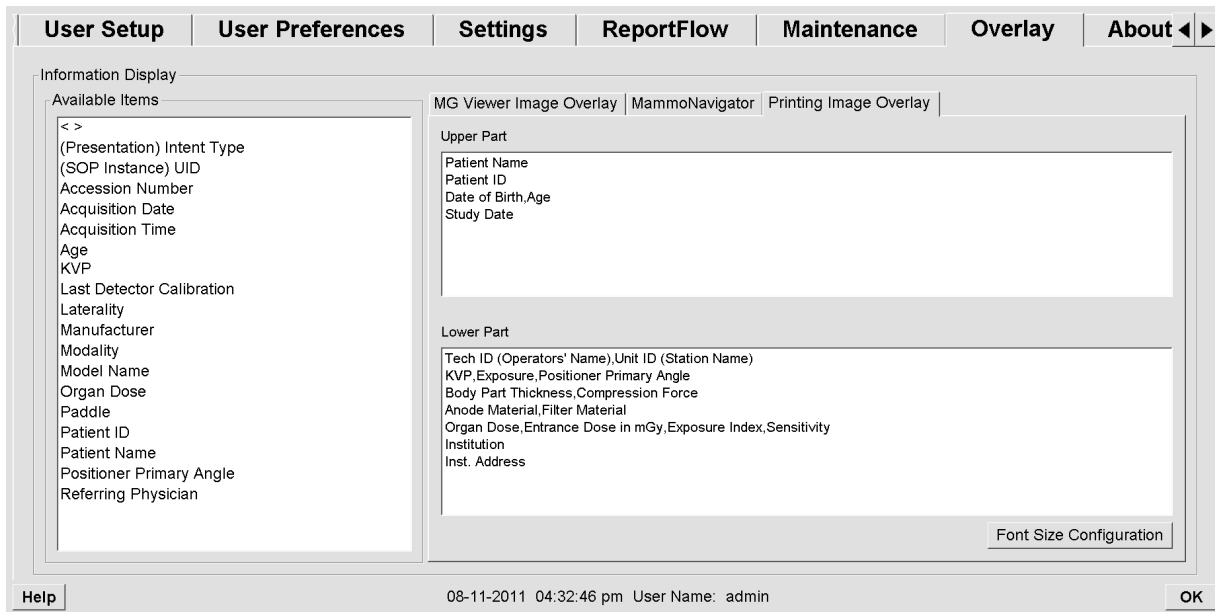 User Setup User Preferences Settings ReportFlow Maintenance Overlay About
Information Display
Available Items
< >
(Presentation) Intent Type
(SOP Instance) UID
Accession Number
Acquisition Date
Acquisition Time
Age
KVP
Last Detector Calibration
Laterality
Manufacturer
Modality
Model Name
Organ Dose
Paddle
Patient ID
Patient Name
Positioner Primary Angle
Referring Physician
MG Viewer Image Overlay MammoNavigator Printing Image Overlay
Upper Part
Patient Name
Patient ID
Date of Birth,Age
Study Date
Lower Part
Tech ID (Operators' Name),Unit ID (Station Name)
KVP,Exposure,Positioner Primary Angle
Body Part Thickness,Compression Force
Anode Material,Filter Material
Organ Dose,Entrance Dose in mGy,Exposure Index,Sensitivity
Institution
Inst. Address
Font Size Configuration
Help 08-11-2011 04:32:46 pm User Name: admin OK